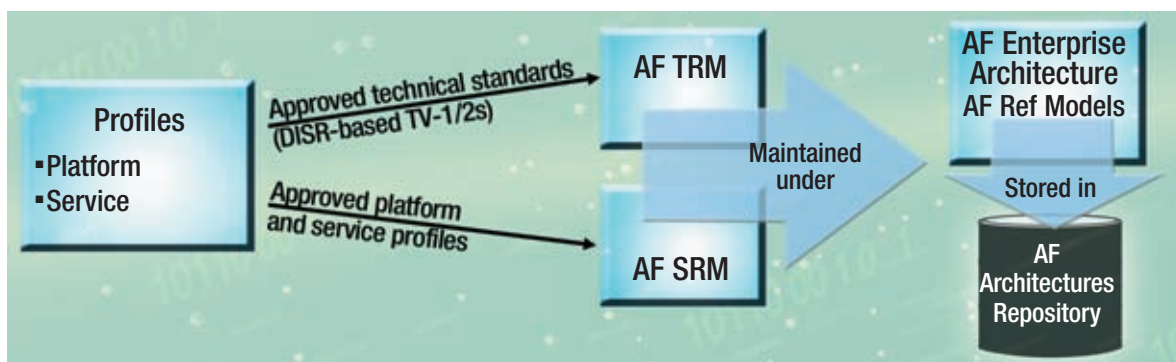 Profiles
▪Platform
▪Service
Approved technical standards
(DISR-based TV-1/2s)
Approved platform
and service profiles
AF TRM
AF SRM
Maintained
under
AF Enterprise
Architecture
AF Ref Models
Stored in
AF
Architectures
Repository